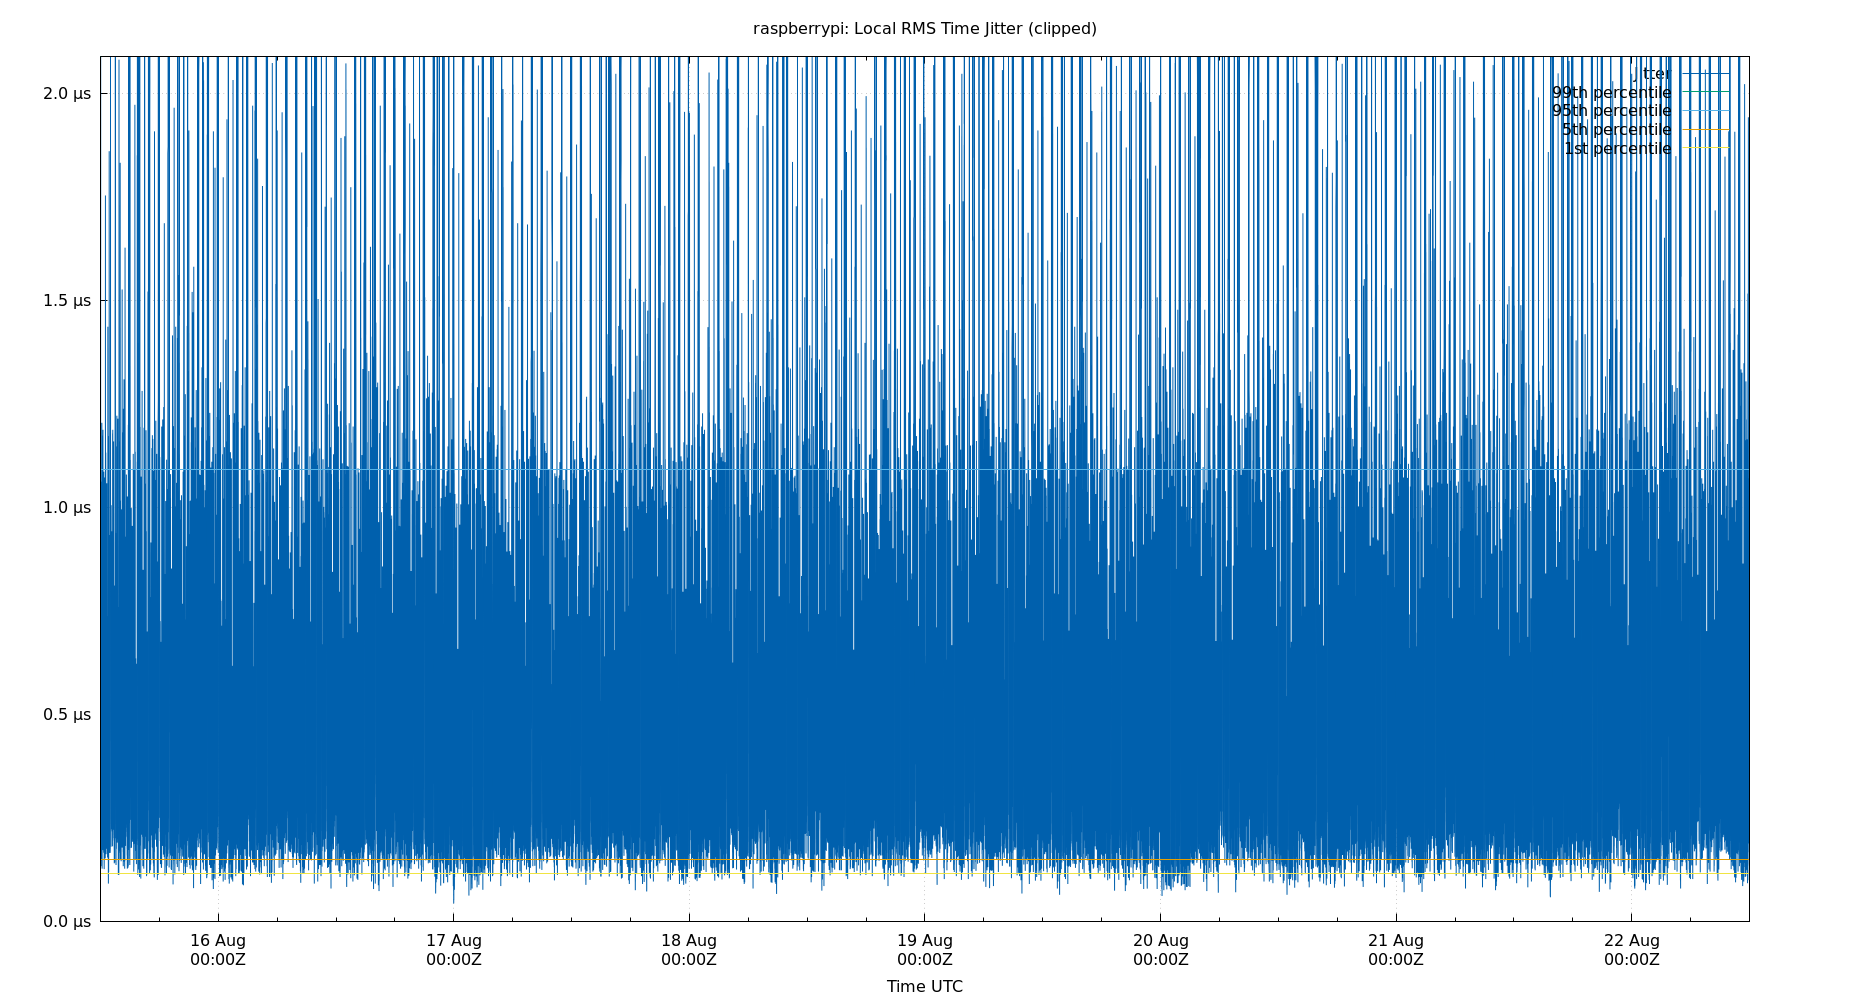 raspberrypi: Local RMS Time Jitter (clipped)
2.0 µs
1.5 µs
1.0 µs
0.5 µs
0.0 µs
jitter
99th percentile
95th percentile
5th percentile
1st percentile
16 Aug
00:00Z
17 Aug
00:00Z
18 Aug
00:00Z
19 Aug
00:00Z
20 Aug
00:00Z
21 Aug
00:00Z
22 Aug
00:00Z
Time UTC